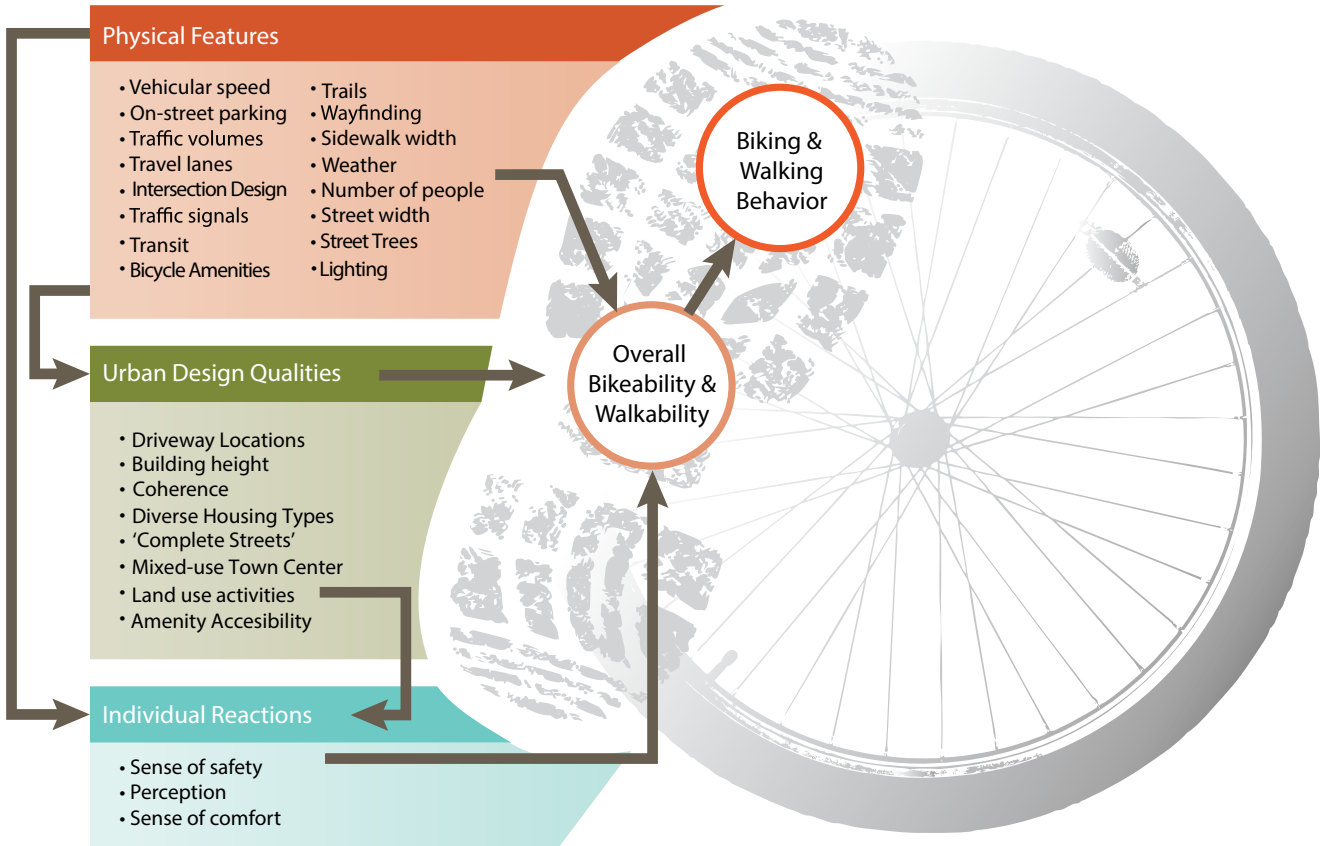 Physical Features
• Vehicular speed
• On-street parking
• Traffic volumes
• Travel lanes
• Intersection Design
• Traffic signals
• Transit
• Bicycle Amenities
• Trails
• Wayfinding
• Sidewalk width
• Weather
• Number of people
• Street width
• Street Trees
• Lighting
Urban Design Qualities
• Driveway Locations
• Building height
• Coherence
• Diverse Housing Types
• ‘Complete Streets’
• Mixed-use Town Center
• Land use activities
• Amenity Accesibility
Individual Reactions
• Sense of safety
• Perception
• Sense of comfort
Overall
Bikeability &
Walkability
Biking &
Walking
Behavior